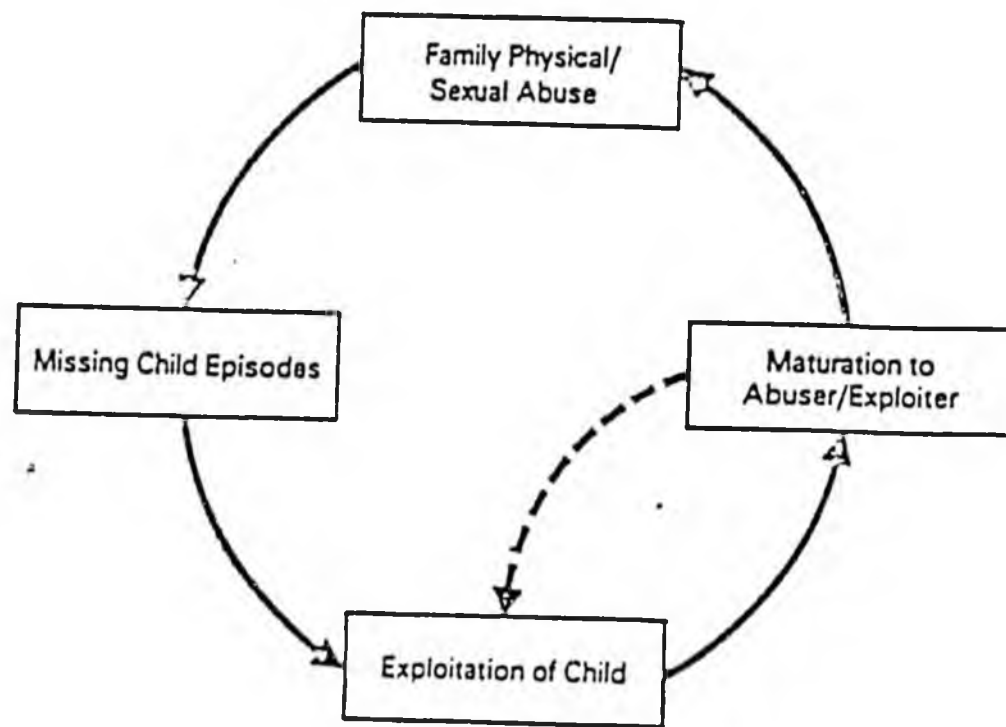 Family Physical/
Sexual Abuse
Missing Child Episodes
Maturation to
Abuser/Exploiter
Exploitation of Child